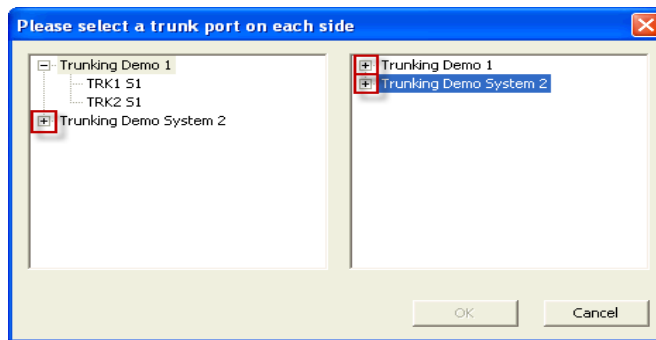 Please select a trunk port on each side
Trunking Demo 1
TRK1 S1
TRK2 S1
Trunking Demo System 2
Trunking Demo 1
Trunking Demo System 2
OK
Cancel